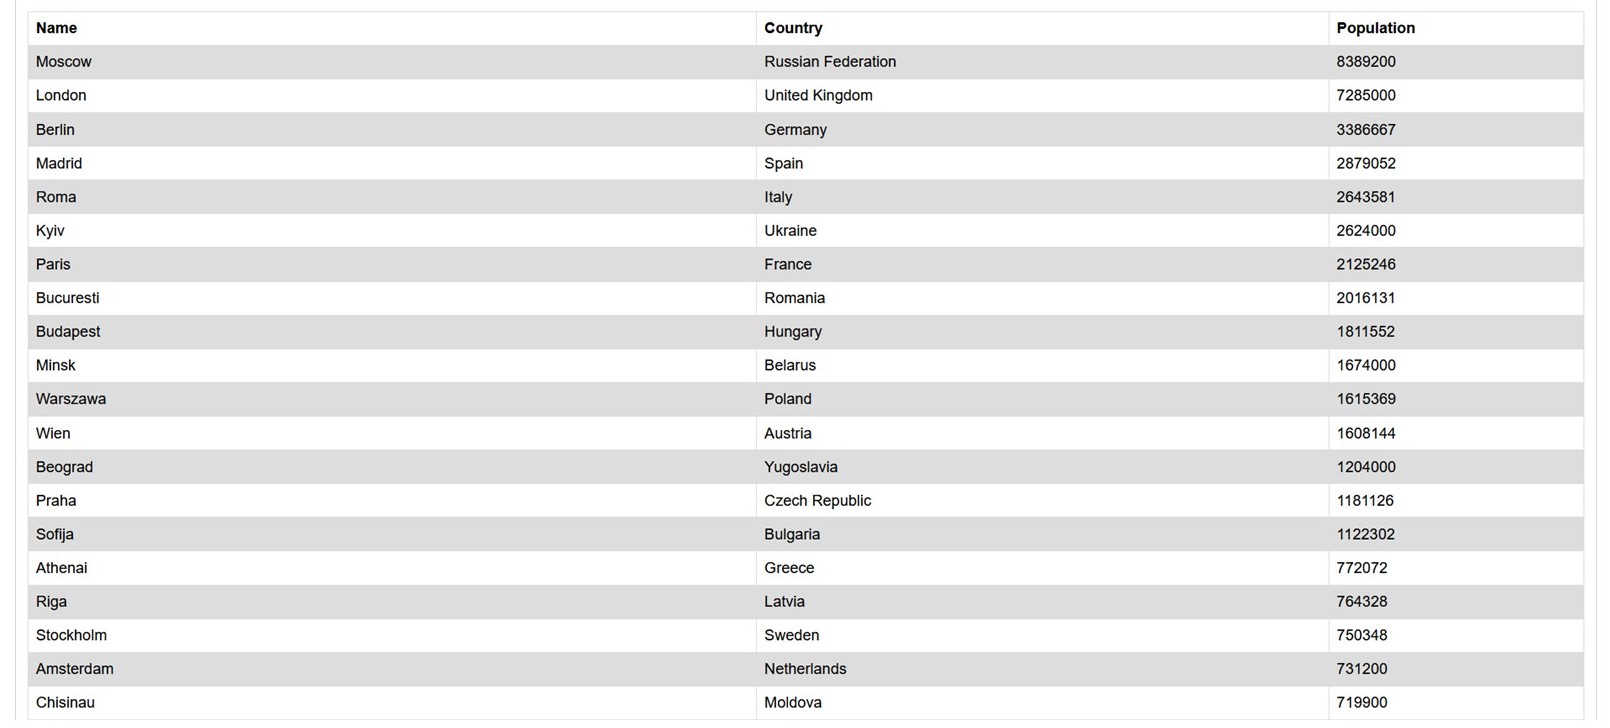 Name Country Population
Moscow Russian Federation 8389200
London United Kingdom 7285000
Berlin Germany 3386667
Madrid Spain 2879052
Roma Italy 2643581
Kyiv Ukraine 2624000
Paris France 2125246
Bucuresti Romania 2016131
Budapest Hungary 1811552
Minsk Belarus 1674000
Warszawa Poland 1615369
Wien Austria 1608144
Beograd Yugoslavia 1204000
Praha Czech Republic 1181126
Sofija Bulgaria 1122302
Athenai Greece 772072
Riga Latvia 764328
Stockholm Sweden 750348
Amsterdam Netherlands 731200
Chisinau Moldova 719900